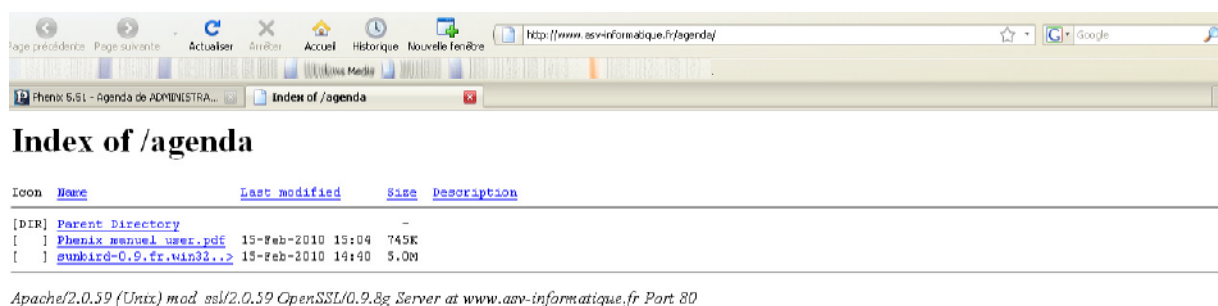 Page précédente Page suivante Actualiser Arrêter Accueil Historique Nouvelle fenêtre http://www.asv-informatique.fr/agenda/ Google
Windows Media
Phenix 5.51 - Agenda de ADMINISTRA... Index of /agenda
Index of /agenda
Icon Name Last modified Size Description
[DIR] Parent Directory -
[ ] Phenix manuel user.pdf 15-Feb-2010 15:04 745K
[ ] sunbird-0.9.fr.win32..> 15-Feb-2010 14:40 5.0M
Apache/2.0.59 (Unix) mod_ssl/2.0.59 OpenSSL/0.9.8g Server at www.asv-informatique.fr Port 80